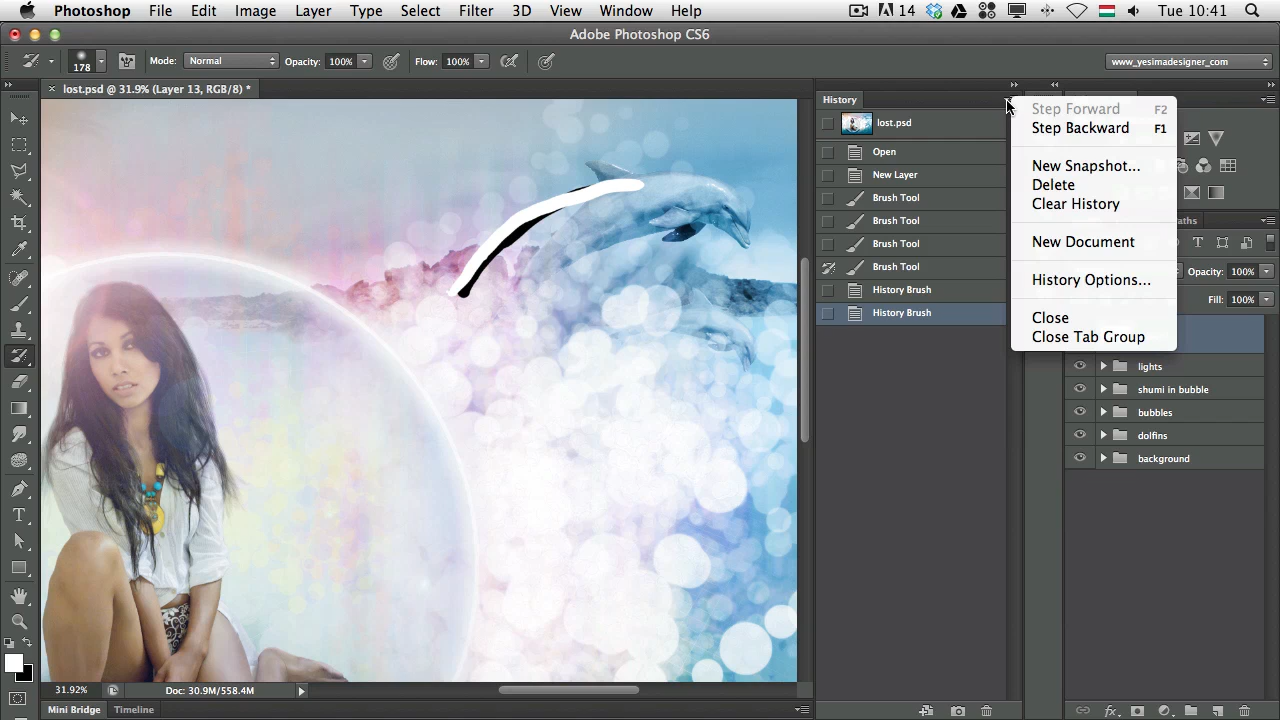 Photoshop File Edit Image Layer Type Select Filter 3D View Window Help 14 Tue 10:41
Adobe Photoshop CS6
178 Mode: Normal Opacity: 100% Flow: 100% www_yesimadesigner_com
lost.psd @ 31.9% (Layer 13, RGB/8) *
History
lost.psd
Open
New Layer
Brush Tool
Brush Tool
Brush Tool
Brush Tool
History Brush
History Brush
Step Forward F2
Step Backward F1
New Snapshot...
Delete
Clear History
New Document
History Options...
Close
Close Tab Group
Opacity: 100%
Fill: 100%
lights
shumi in bubble
bubbles
dolfins
background
31.92% Doc: 30.9M/558.4M
Mini Bridge Timeline